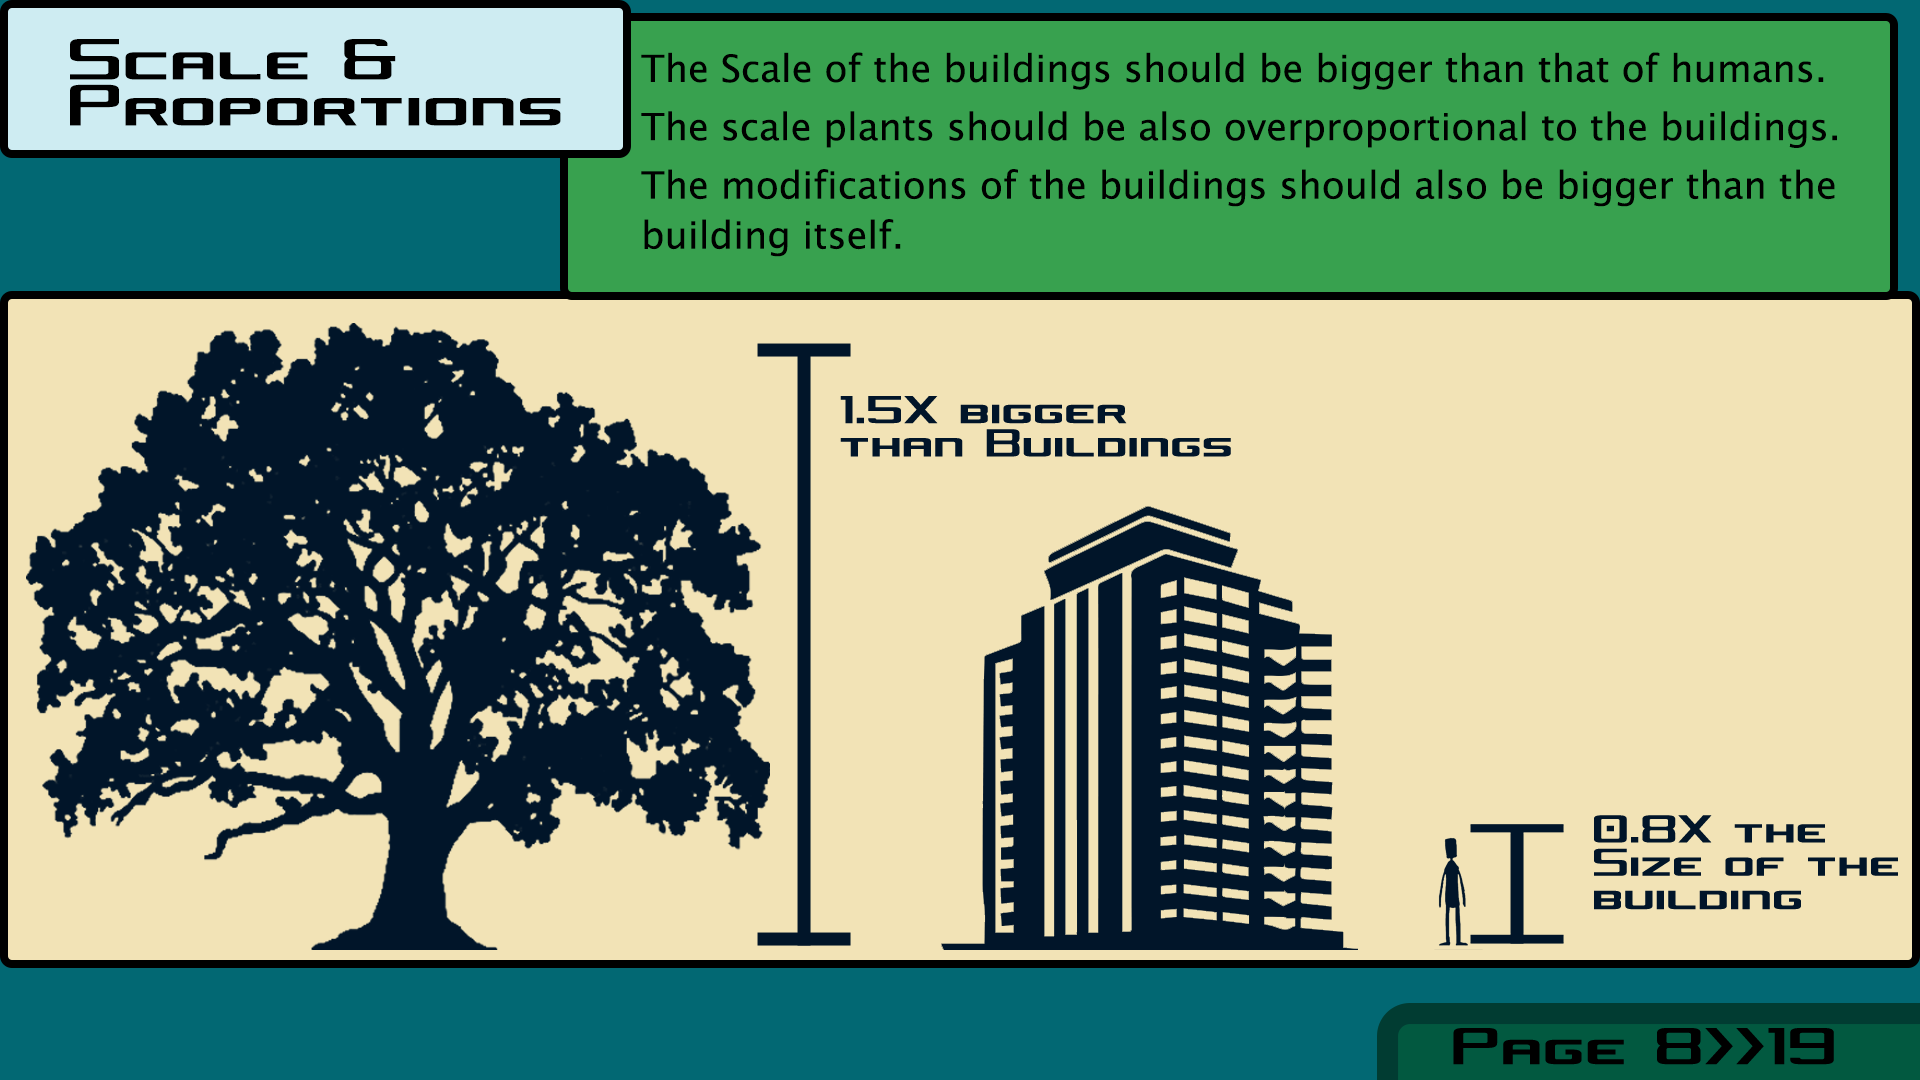 Scale &
Proportions
The Scale of the buildings should be bigger than that of humans.
The scale plants should be also overproportional to the buildings.
The modifications of the buildings should also be bigger than the
building itself.
1.5X bigger
than Buildings
0.8X the
Size of the
building
Page 8>>19